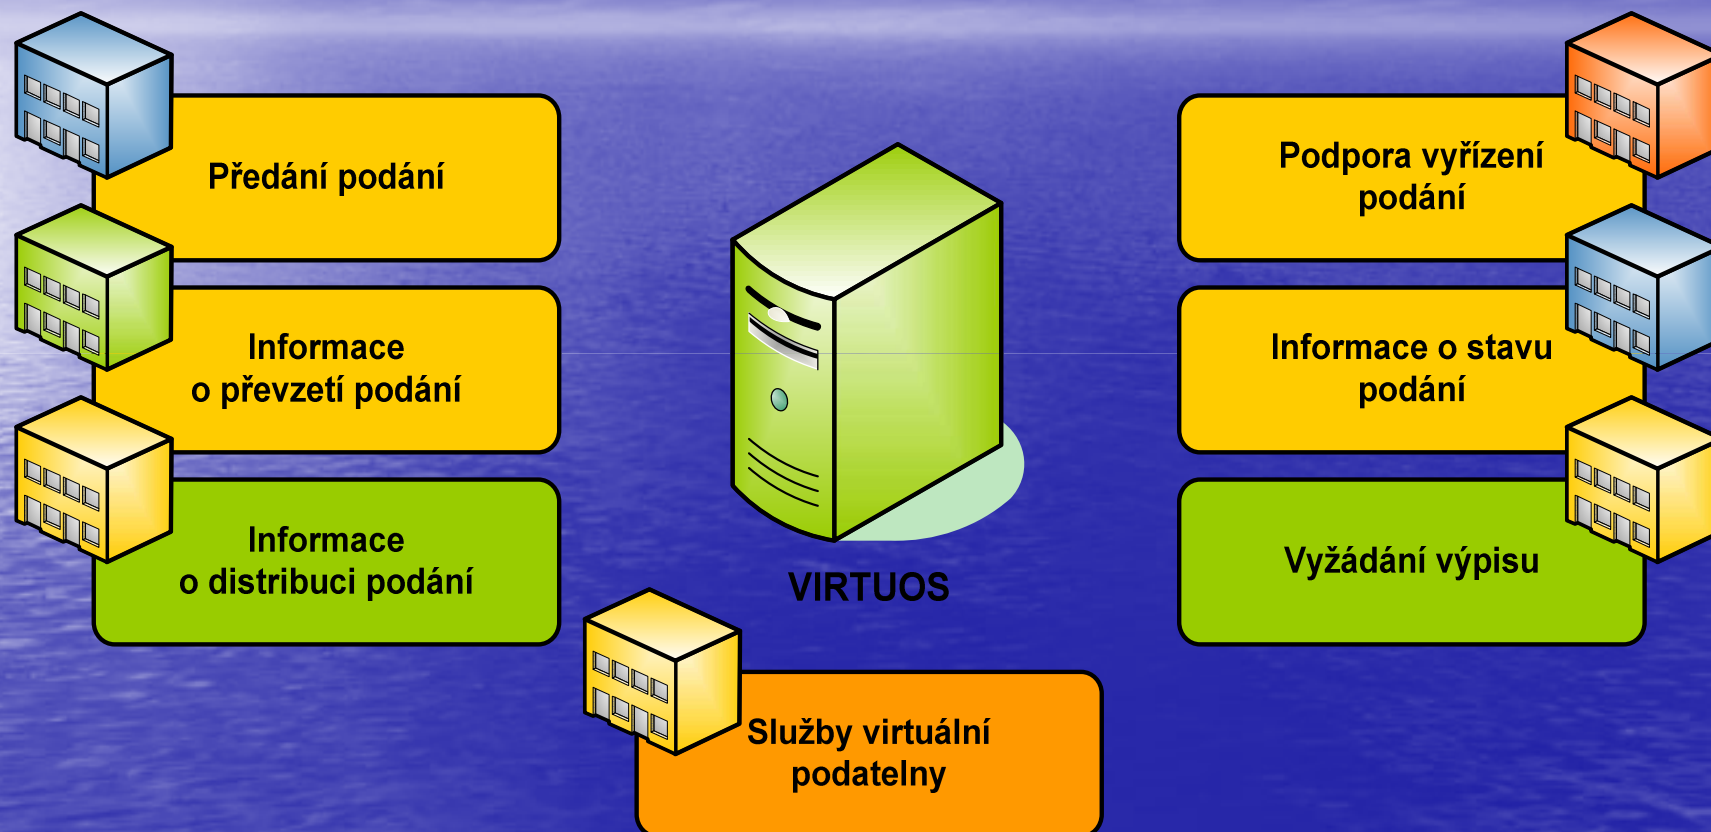 Předání podání
Informace
o převzetí podání
Informace
o distribuci podání
VIRTUOS
Podpora vyřízení
podání
Informace o stavu
podání
Vyžádání výpisu
Služby virtuální
podatelny